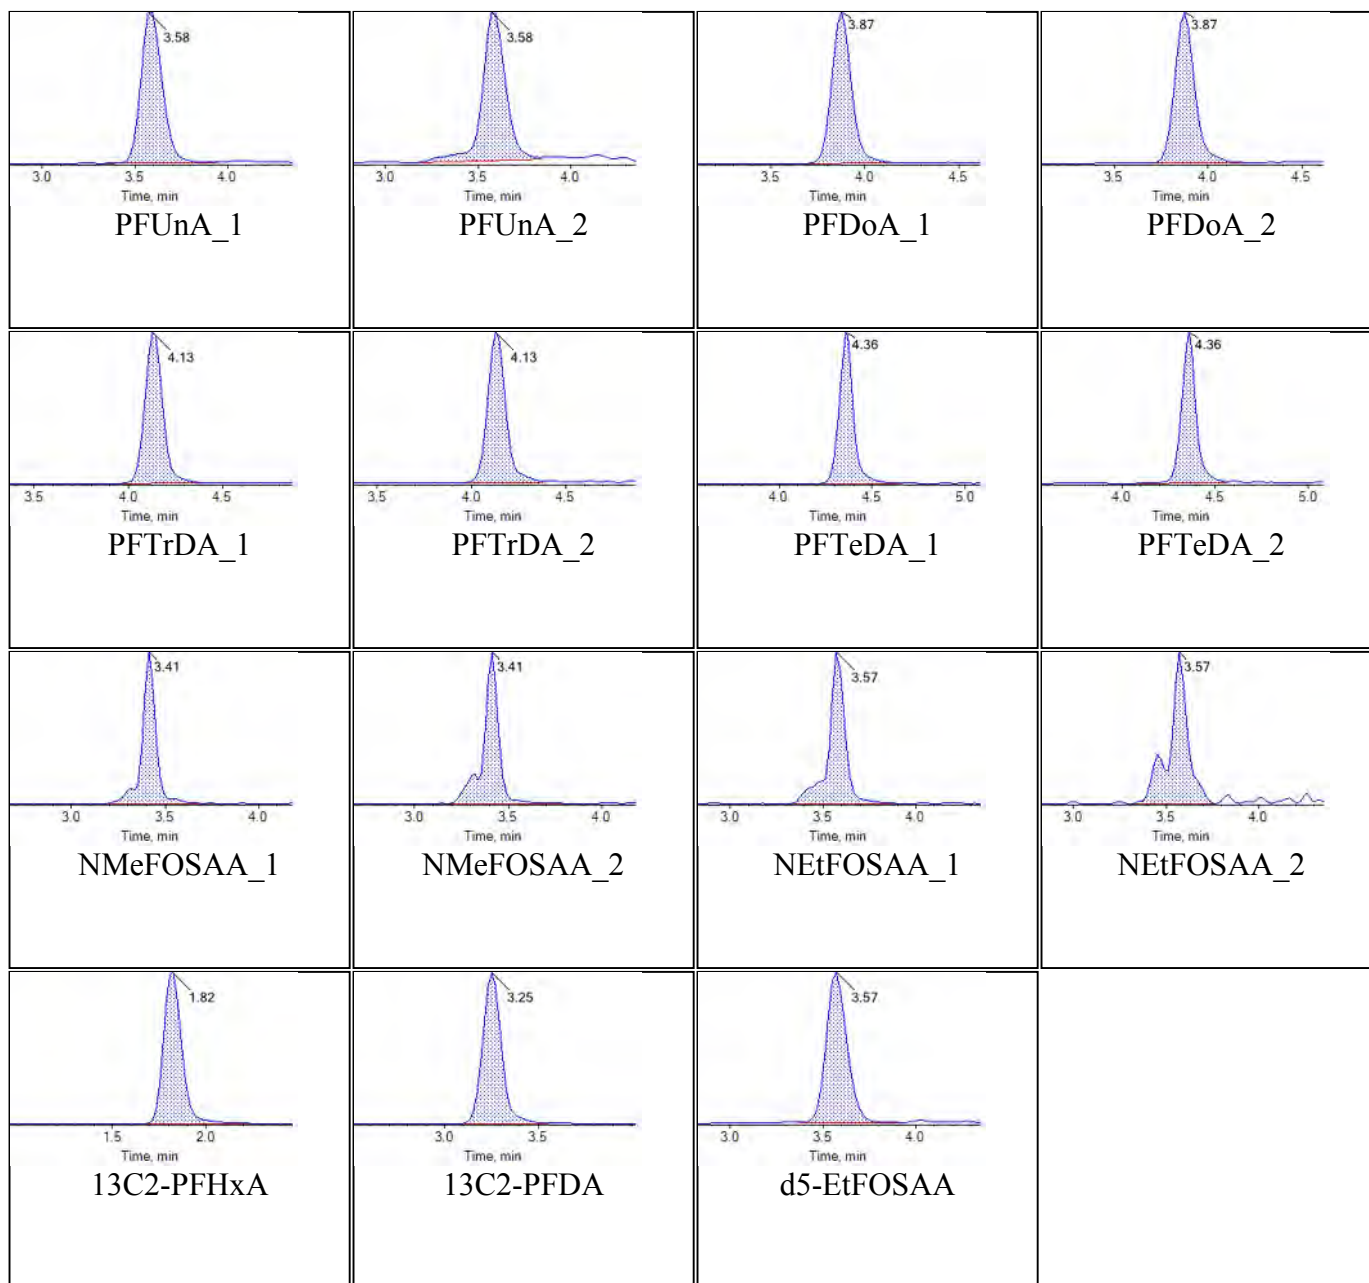 3.58
3.0 3.5 4.0
Time, min
PFUnA_1
3.58
3.0 3.5 4.0
Time, min
PFUnA_2
3.87
3.5 4.0 4.5
Time, min
PFDoA_1
3.87
3.5 4.0 4.5
Time, min
PFDoA_2
4.13
3.5 4.0 4.5
Time, min
PFTrDA_1
4.13
3.5 4.0 4.5
Time, min
PFTrDA_2
4.36
4.0 4.5 5.0
Time, min
PFTeDA_1
4.36
4.0 4.5 5.0
Time, min
PFTeDA_2
3.41
3.0 3.5 4.0
Time, min
NMeFOSAA_1
3.41
3.0 3.5 4.0
Time, min
NMeFOSAA_2
3.57
3.0 3.5 4.0
Time, min
NEtFOSAA_1
3.57
3.0 3.5 4.0
Time, min
NEtFOSAA_2
1.82
1.5 2.0
Time, min
13C2-PFHxA
3.25
3.0 3.5
Time, min
13C2-PFDA
3.57
3.0 3.5 4.0
Time, min
d5-EtFOSAA